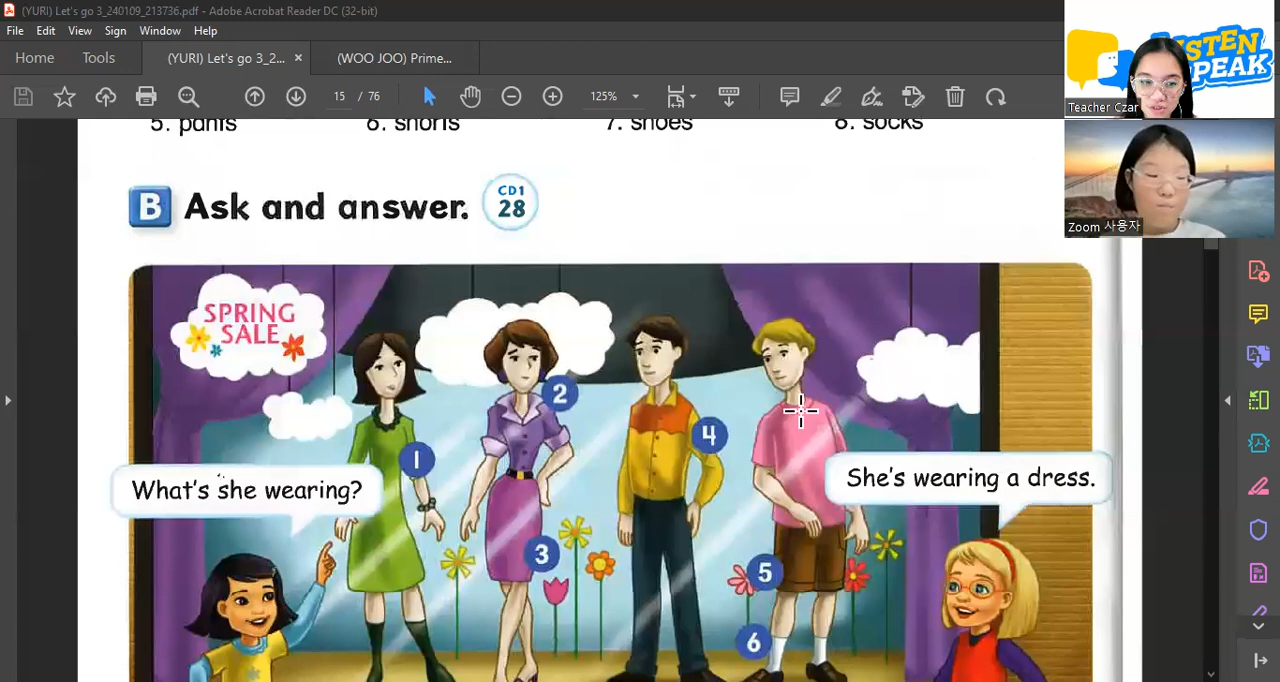 (YURI) Let's go 3_240109_213736.pdf - Adobe Acrobat Reader DC (32-bit)
File Edit View Sign Window Help
Home Tools (YURI) Let's go 3_2... × (WOO JOO) Prime...
15 / 76 125%
LISTEN
SPEAK
Teacher Czar
Zoom 사용자
5. pants 6. shorts 7. shoes 8. socks
B Ask and answer. CD1
28
SPRING
SALE
1
2
3
4
5
6
What's she wearing?
She's wearing a dress.